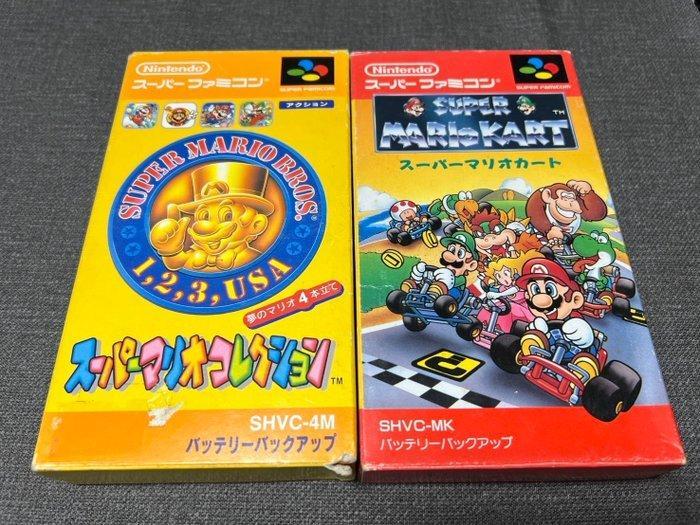 Nintendo
スーパーファミコン
SUPER FAMICOM
アクション
SUPER MARIO BROS.
1,2,3,USA
夢のマリオ4本立て
スーパーマリオコレクション
TM
SHVC-4M
バッテリーバックアップ
Nintendo
スーパーファミコン
SUPER FAMICOM
SUPER
TM
MARIO KART
スーパーマリオカート
SHVC-MK
バッテリーバックアップ